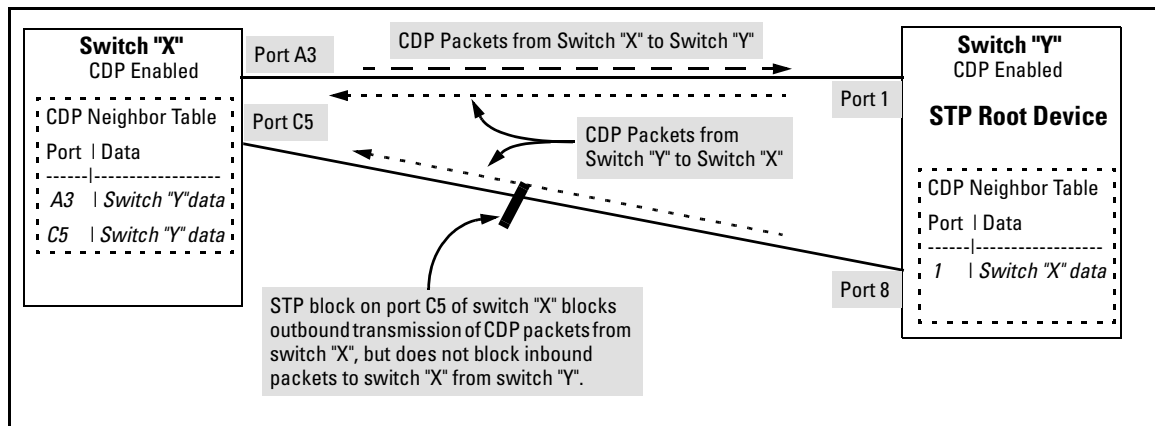 Switch "X"
CDP Enabled
CDP Neighbor Table
Port | Data
------|-------------------
A3 | Switch "Y"data
C5 | Switch "Y" data
Port A3
Port C5
CDP Packets from Switch "X" to Switch "Y"
CDP Packets from
Switch "Y" to Switch "X"
STP block on port C5 of switch "X" blocks
outbound transmission of CDP packets from
switch "X", but does not block inbound
packets to switch "X" from switch "Y".
Port 1
Port 8
Switch "Y"
CDP Enabled
STP Root Device
CDP Neighbor Table
Port | Data
------|-------------------
1 | Switch "X" data